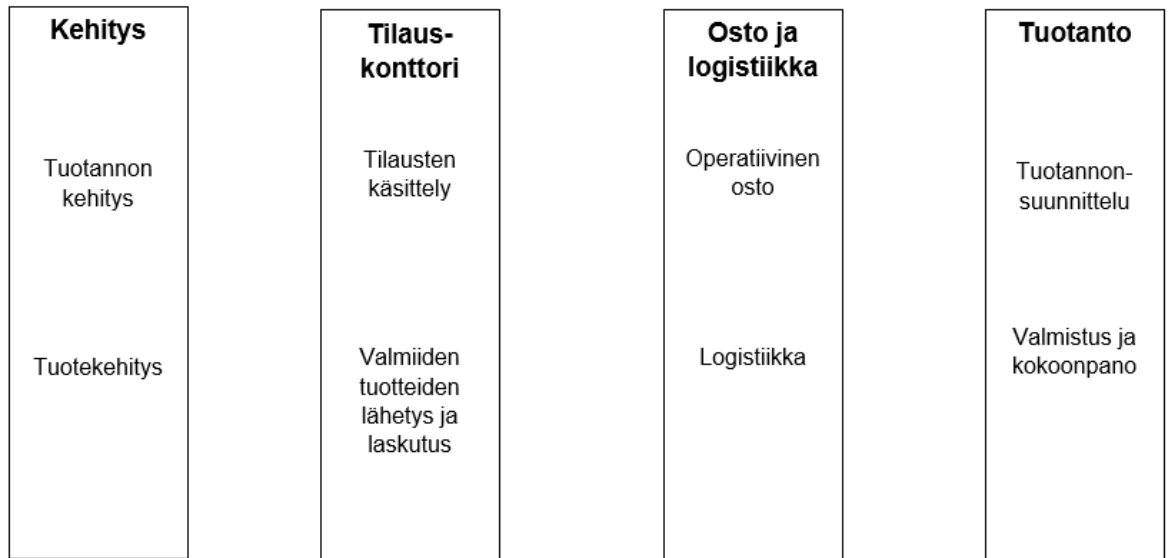 Kehitys
Tuotannon
kehitys
Tuotekehitys
Tilaus-
konttori
Tilausten
käsittely
Valmiiden
tuotteiden
lähetys ja
laskutus
Osto ja
logistiikka
Operatiivinen
osto
Logistiikka
Tuotanto
Tuotannon-
suunnittelu
Valmistus ja
kokoonpano